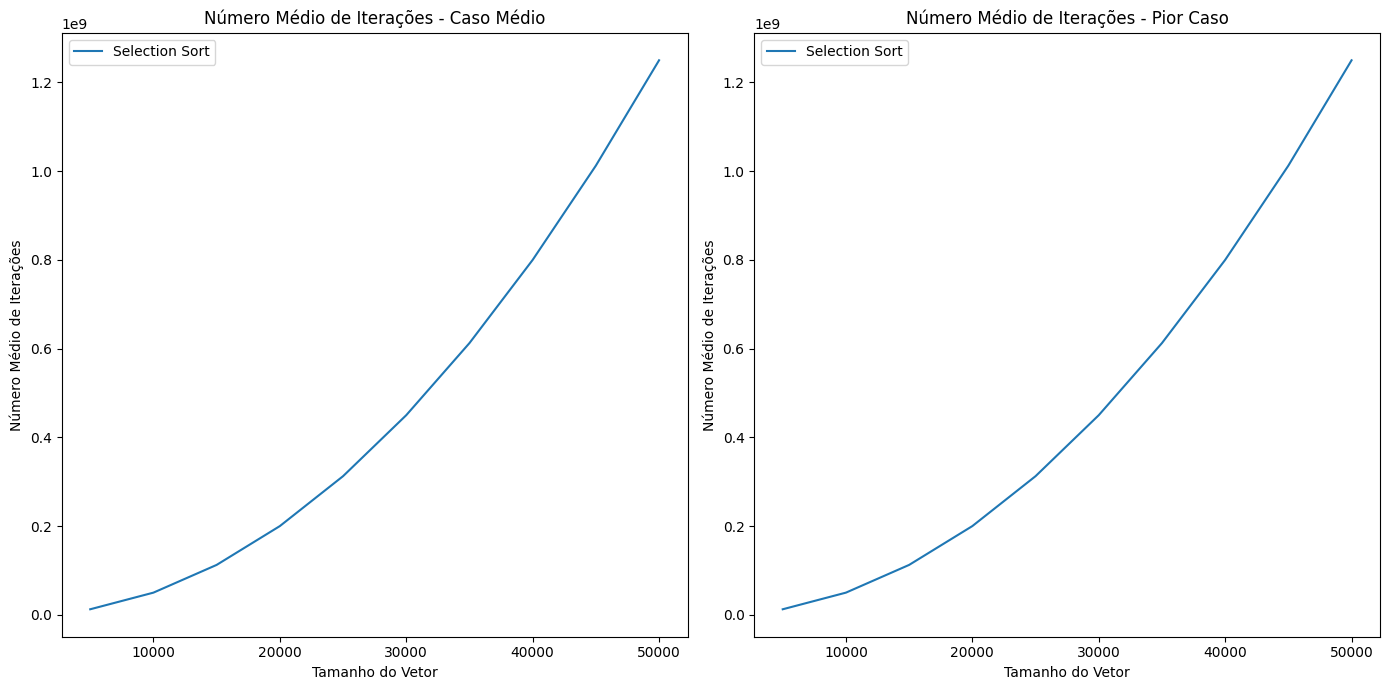 Número Médio de Iterações - Caso Médio
1e9
Selection Sort
1.2
1.0
0.8
0.6
0.4
0.2
0.0
Número Médio de Iterações
10000 20000 30000 40000 50000
Tamanho do Vetor
Número Médio de Iterações - Pior Caso
1e9
Selection Sort
1.2
1.0
0.8
0.6
0.4
0.2
0.0
Número Médio de Iterações
10000 20000 30000 40000 50000
Tamanho do Vetor